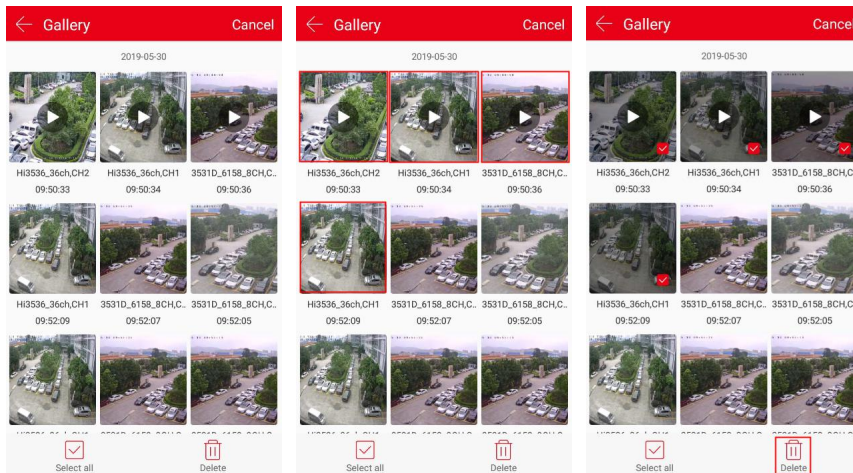 Gallery Cancel
2019-05-30
Hi3536_36ch,CH2 Hi3536_36ch,CH1 3531D_6158_8CH,C..
09:50:33 09:50:34 09:50:36
Hi3536_36ch,CH1 3531D_6158_8CH,C.. 3531D_6158_8CH,C..
09:52:09 09:52:07 09:52:05
Select all Delete
Gallery Cancel
2019-05-30
Hi3536_36ch,CH2 Hi3536_36ch,CH1 3531D_6158_8CH,C..
09:50:33 09:50:34 09:50:36
Hi3536_36ch,CH1 3531D_6158_8CH,C.. 3531D_6158_8CH,C..
09:52:09 09:52:07 09:52:05
Select all Delete
Gallery Cancel
2019-05-30
Hi3536_36ch,CH2 Hi3536_36ch,CH1 3531D_6158_8CH,C
09:50:33 09:50:34 09:50:36
Hi3536_36ch,CH1 3531D_6158_8CH,C.. 3531D_6158_8CH,C
09:52:09 09:52:07 09:52:05
Select all Delete